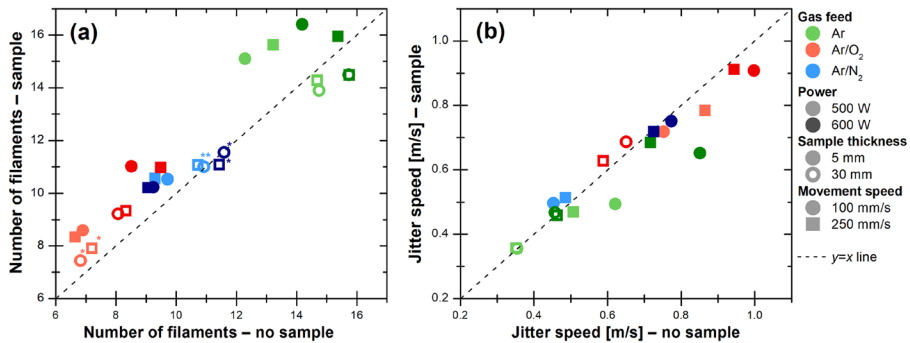 (a)
16
14
12
10
8
6
6 8 10 12 14 16
Number of filaments – sample
Number of filaments – no sample
*
*
**
*
*
(b)
1.0
0.8
0.6
0.4
0.2
0.2 0.4 0.6 0.8 1.0
Jitter speed [m/s] – sample
Jitter speed [m/s] – no sample
Gas feed
Ar
Ar/O₂
Ar/N₂
Power
500 W
600 W
Sample thickness
5 mm
30 mm
Movement speed
100 mm/s
250 mm/s
y=x line